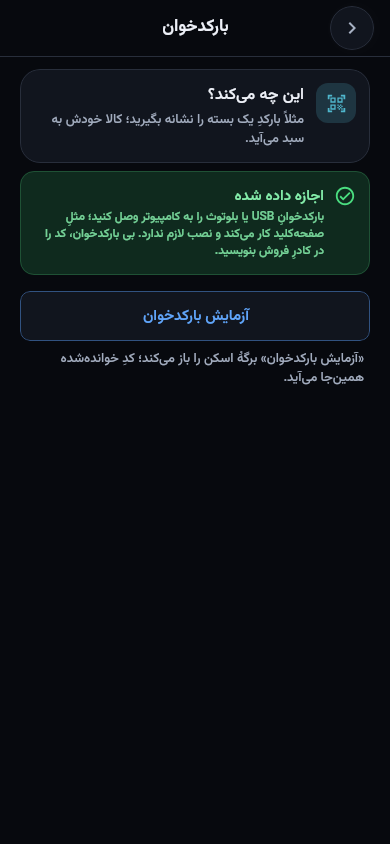 بارکدخوان
این چه می‌کند؟
مثلاً بارکدِ یک بسته را نشانه بگیرید؛ کالا خودش به
سبد می‌آید.
اجازه داده شده
بارکدخوانِ USB یا بلوتوث را به کامپیوتر وصل کنید؛ مثلِ
صفحه‌کلید کار می‌کند و نصب لازم ندارد. بی بارکدخوان، کد را
در کادرِ فروش بنویسید.
آزمایش بارکدخوان
«آزمایش بارکدخوان» برگهٔ اسکن را باز می‌کند؛ کدِ خوانده‌شده
همین‌جا می‌آید.